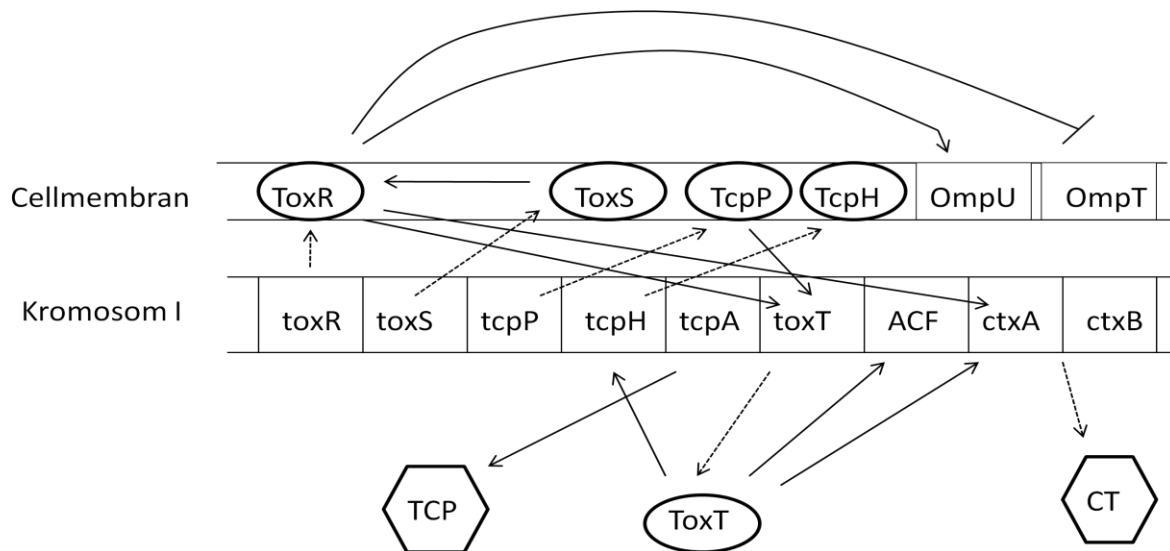 Cellmembran ToxR ToxS TcpP TcpH OmpU OmpT
Kromosom I toxR toxS tcpP tcpH tcpA toxT ACF ctxA ctxB
TCP ToxT CT